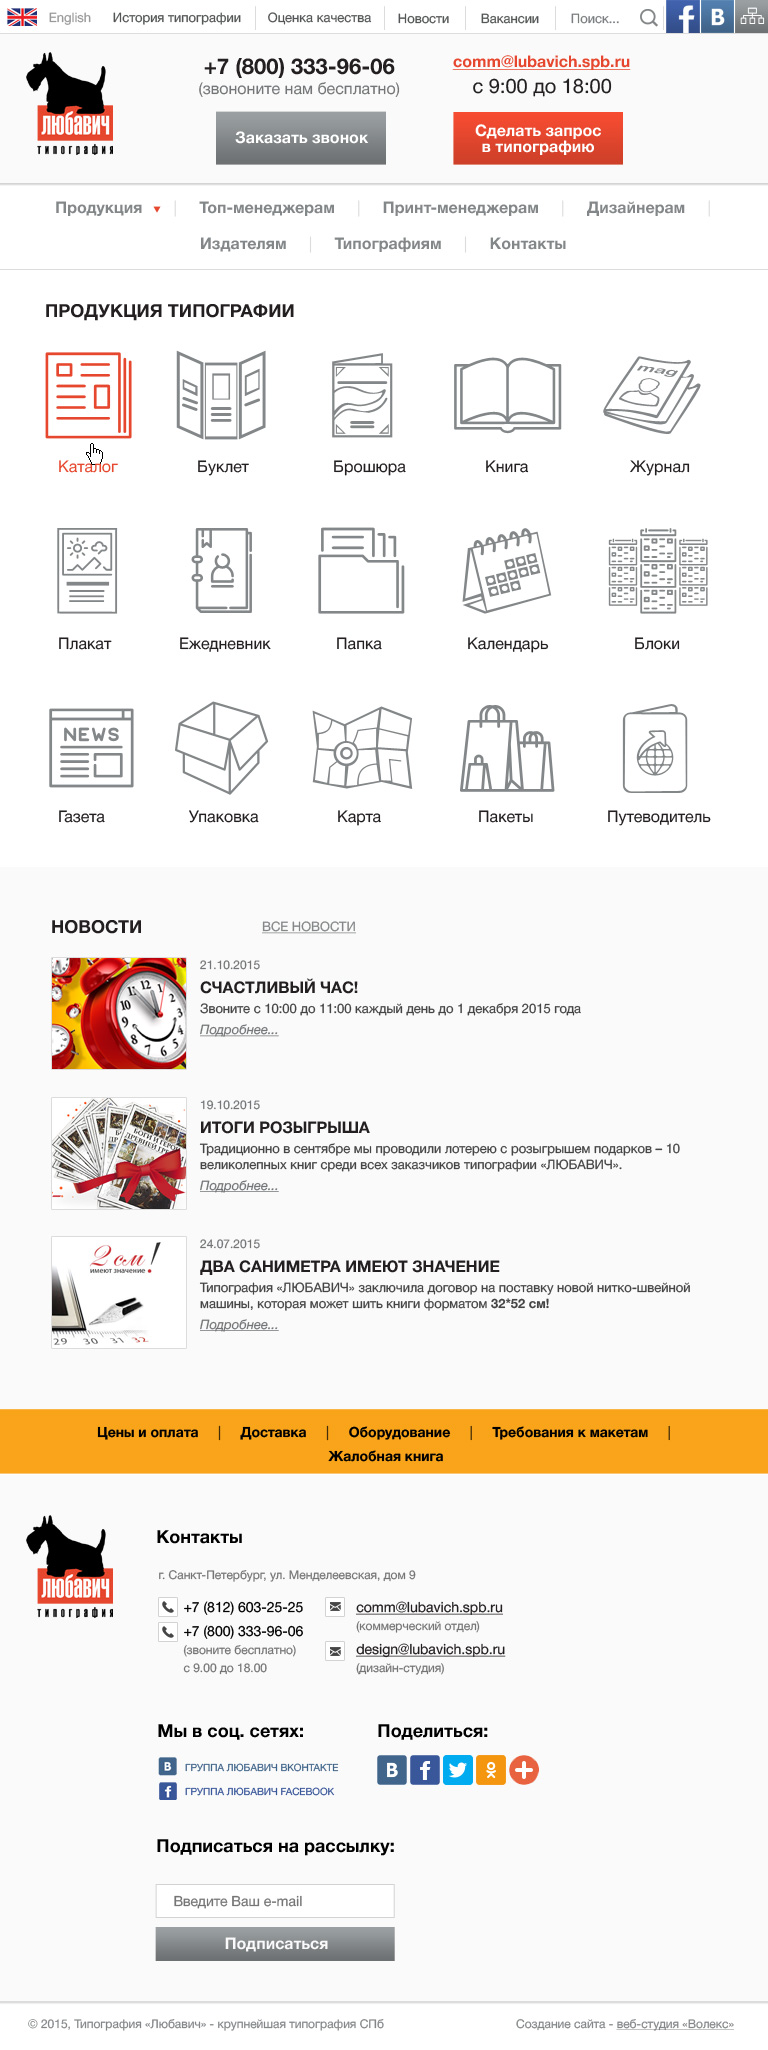 English
История типографии
Оценка качества
Новости
Вакансии
Поиск...
f
В
ЛЮБАВИЧ
типография
+7 (800) 333-96-06
(звононите нам бесплатно)
Заказать звонок
comm@lubavich.spb.ru
с 9:00 до 18:00
Сделать запрос
в типографию
Продукция
Топ-менеджерам
Принт-менеджерам
Дизайнерам
Издателям
Типографиям
Контакты
ПРОДУКЦИЯ ТИПОГРАФИИ
mag
Каталог
Буклет
Брошюра
Книга
Журнал
Плакат
Ежедневник
Папка
Календарь
Блоки
NEWS
Газета
Упаковка
Карта
Пакеты
Путеводитель
НОВОСТИ
ВСЕ НОВОСТИ
21.10.2015
СЧАСТЛИВЫЙ ЧАС!
Звоните с 10:00 до 11:00 каждый день до 1 декабря 2015 года
Подробнее...
19.10.2015
ИТОГИ РОЗЫГРЫША
Традиционно в сентябре мы проводили лотерею с розыгрышем подарков – 10
великолепных книг среди всех заказчиков типографии «ЛЮБАВИЧ».
Подробнее...
2 см!
имеют значение
29 30 31 32
24.07.2015
ДВА САНИМЕТРА ИМЕЮТ ЗНАЧЕНИЕ
Типография «ЛЮБАВИЧ» заключила договор на поставку новой нитко-швейной
машины, которая может шить книги форматом 32*52 см!
Подробнее...
Цены и оплата | Доставка | Оборудование | Требования к макетам |
Жалобная книга
ЛЮБАВИЧ
типография
Контакты
г. Санкт-Петербург, ул. Менделеевская, дом 9
+7 (812) 603-25-25
+7 (800) 333-96-06
(звоните бесплатно)
с 9.00 до 18.00
comm@lubavich.spb.ru
(коммерческий отдел)
design@lubavich.spb.ru
(дизайн-студия)
Мы в соц. сетях:
В ГРУППА ЛЮБАВИЧ ВКОНТАКТЕ
f ГРУППА ЛЮБАВИЧ FACEBOOK
Поделиться:
В f
Подписаться на рассылку:
Введите Ваш e-mail
Подписаться
© 2015, Типография «Любавич» - крупнейшая типография СПб
Создание сайта - веб-студия «Волекс»